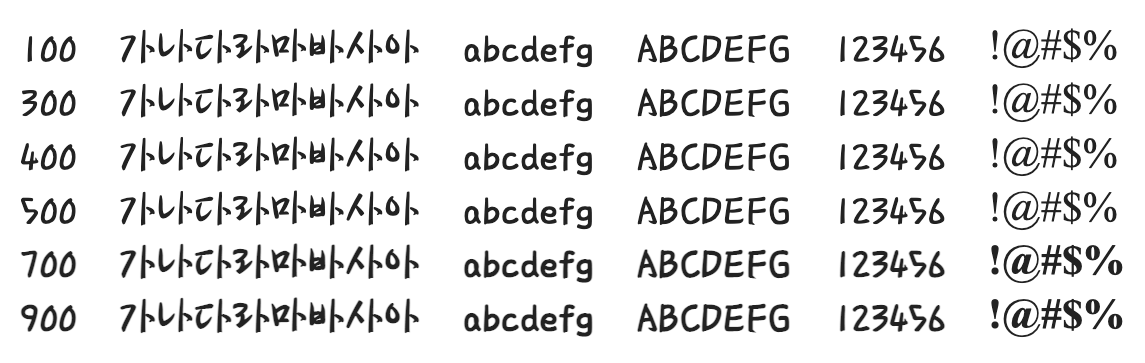 100 가나다라마바사아 abcdefg ABCDEFG 123456 !@#$%
300 가나다라마바사아 abcdefg ABCDEFG 123456 !@#$%
400 가나다라마바사아 abcdefg ABCDEFG 123456 !@#$%
500 가나다라마바사아 abcdefg ABCDEFG 123456 !@#$%
700 가나다라마바사아 abcdefg ABCDEFG 123456 !@#$%
900 가나다라마바사아 abcdefg ABCDEFG 123456 !@#$%